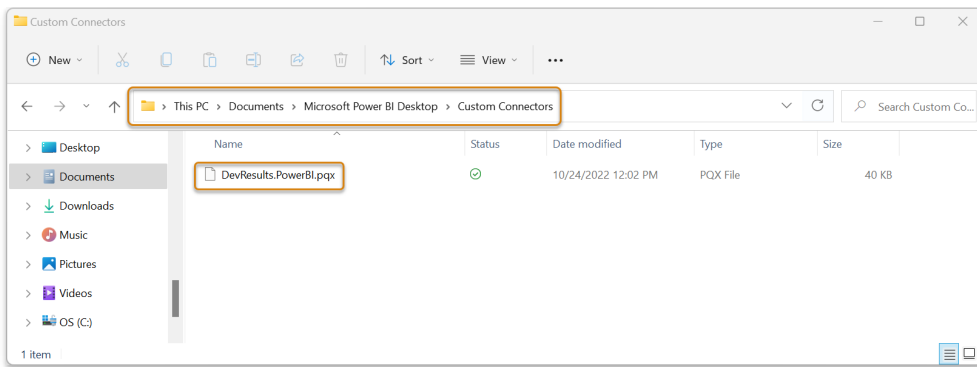 Custom Connectors
New Sort View
This PC > Documents > Microsoft Power BI Desktop > Custom Connectors
Search Custom Co...
Name Status Date modified Type Size
Desktop
Documents
Downloads
Music
Pictures
Videos
OS (C:)
DevResults.PowerBI.pqx 10/24/2022 12:02 PM PQX File 40 KB
1 item